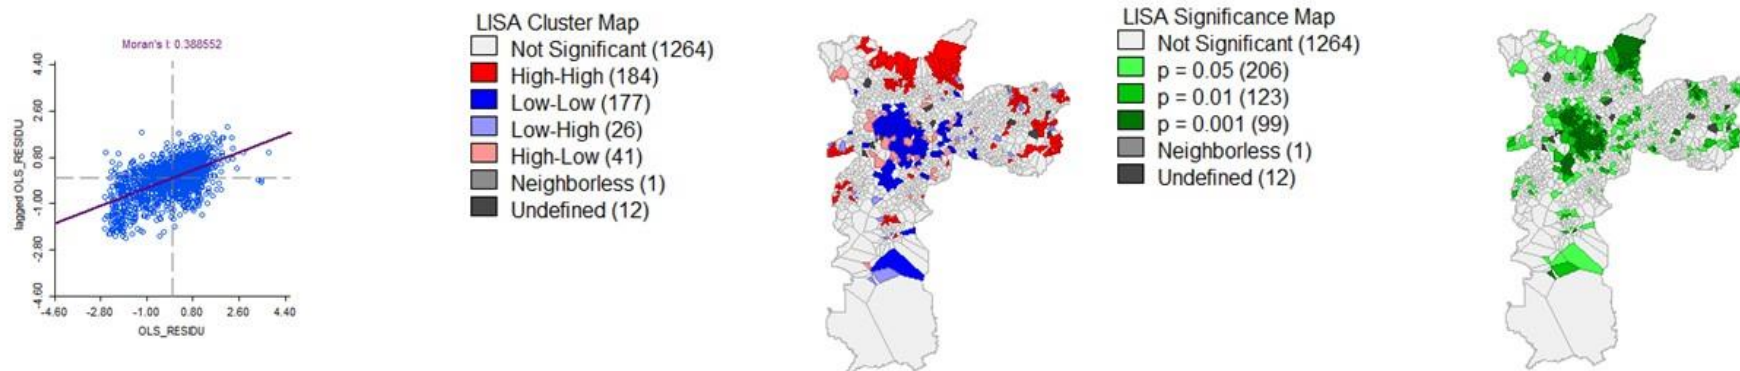 Moran's I: 0.388552
4.40
2.60
0.80
-1.00
-2.80
-4.60
lagged OLS_RESIDU
-4.60 -2.80 -1.00 0.80 2.60 4.40
OLS_RESIDU
LISA Cluster Map
Not Significant (1264)
High-High (184)
Low-Low (177)
Low-High (26)
High-Low (41)
Neighborless (1)
Undefined (12)
LISA Significance Map
Not Significant (1264)
p = 0.05 (206)
p = 0.01 (123)
p = 0.001 (99)
Neighborless (1)
Undefined (12)